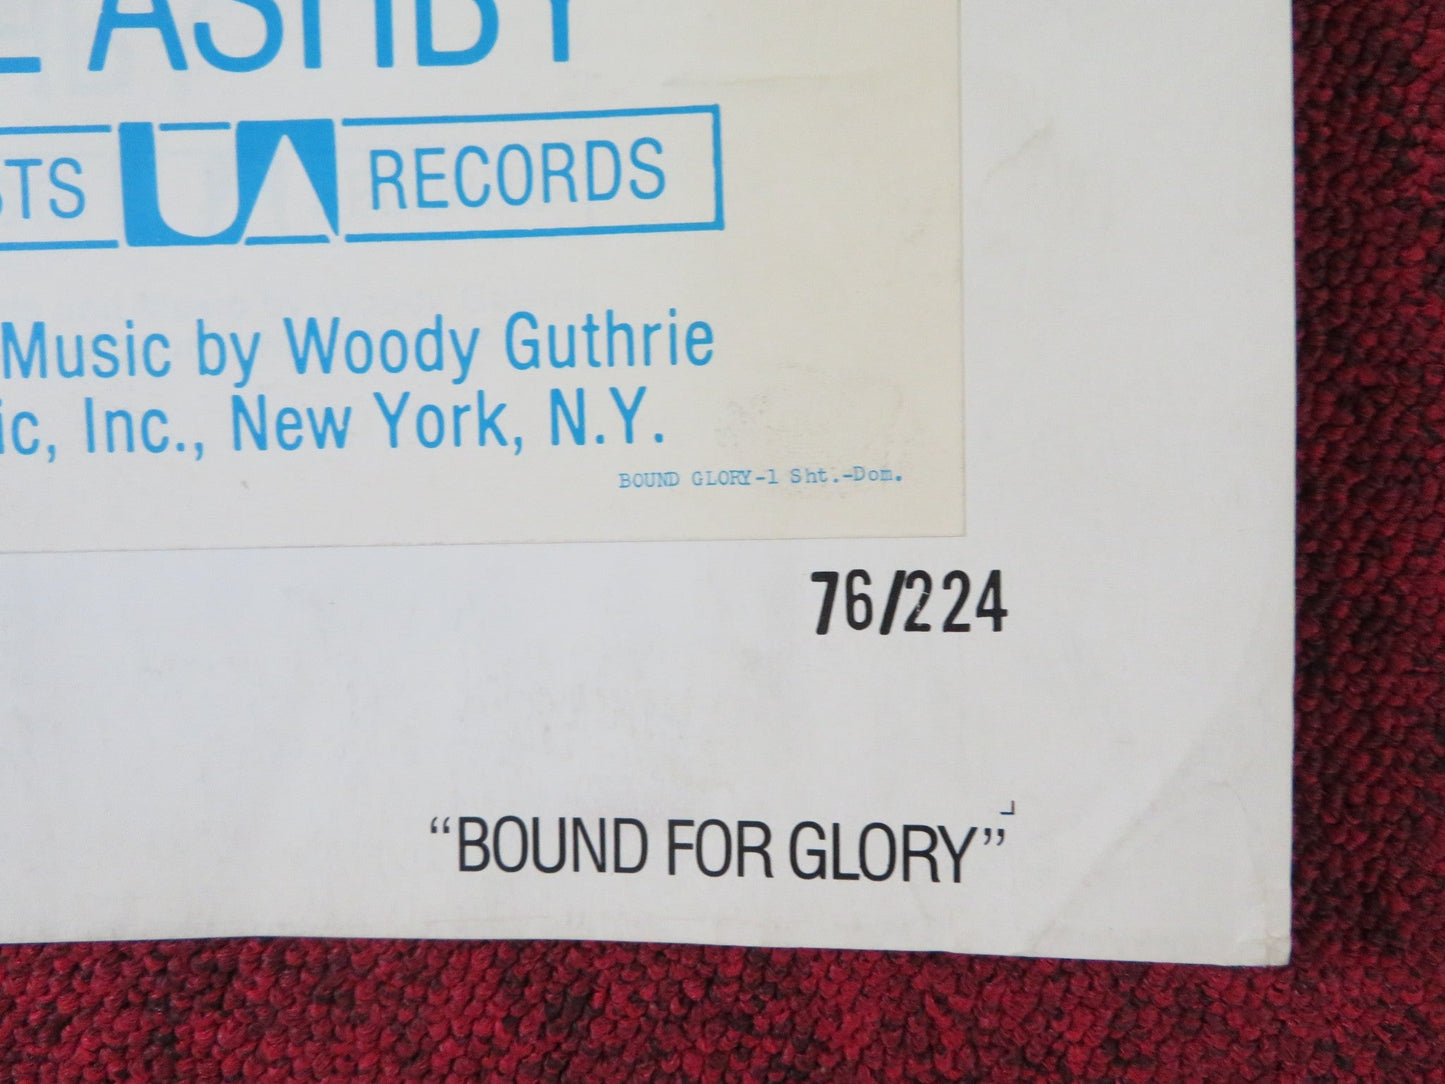 ASHBY
STS UA RECORDS
Music by Woody Guthrie
ic, Inc., New York, N.Y.
BOUND GLORY-1 Sht.-Dom.
76/224
“BOUND FOR GLORY”